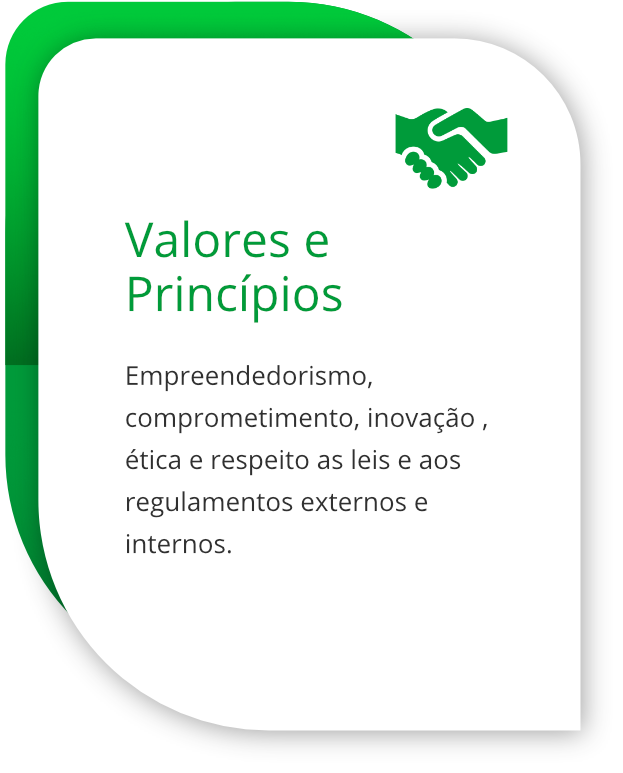 Valores e
Princípios
Empreendedorismo,
comprometimento, inovação ,
ética e respeito as leis e aos
regulamentos externos e
internos.